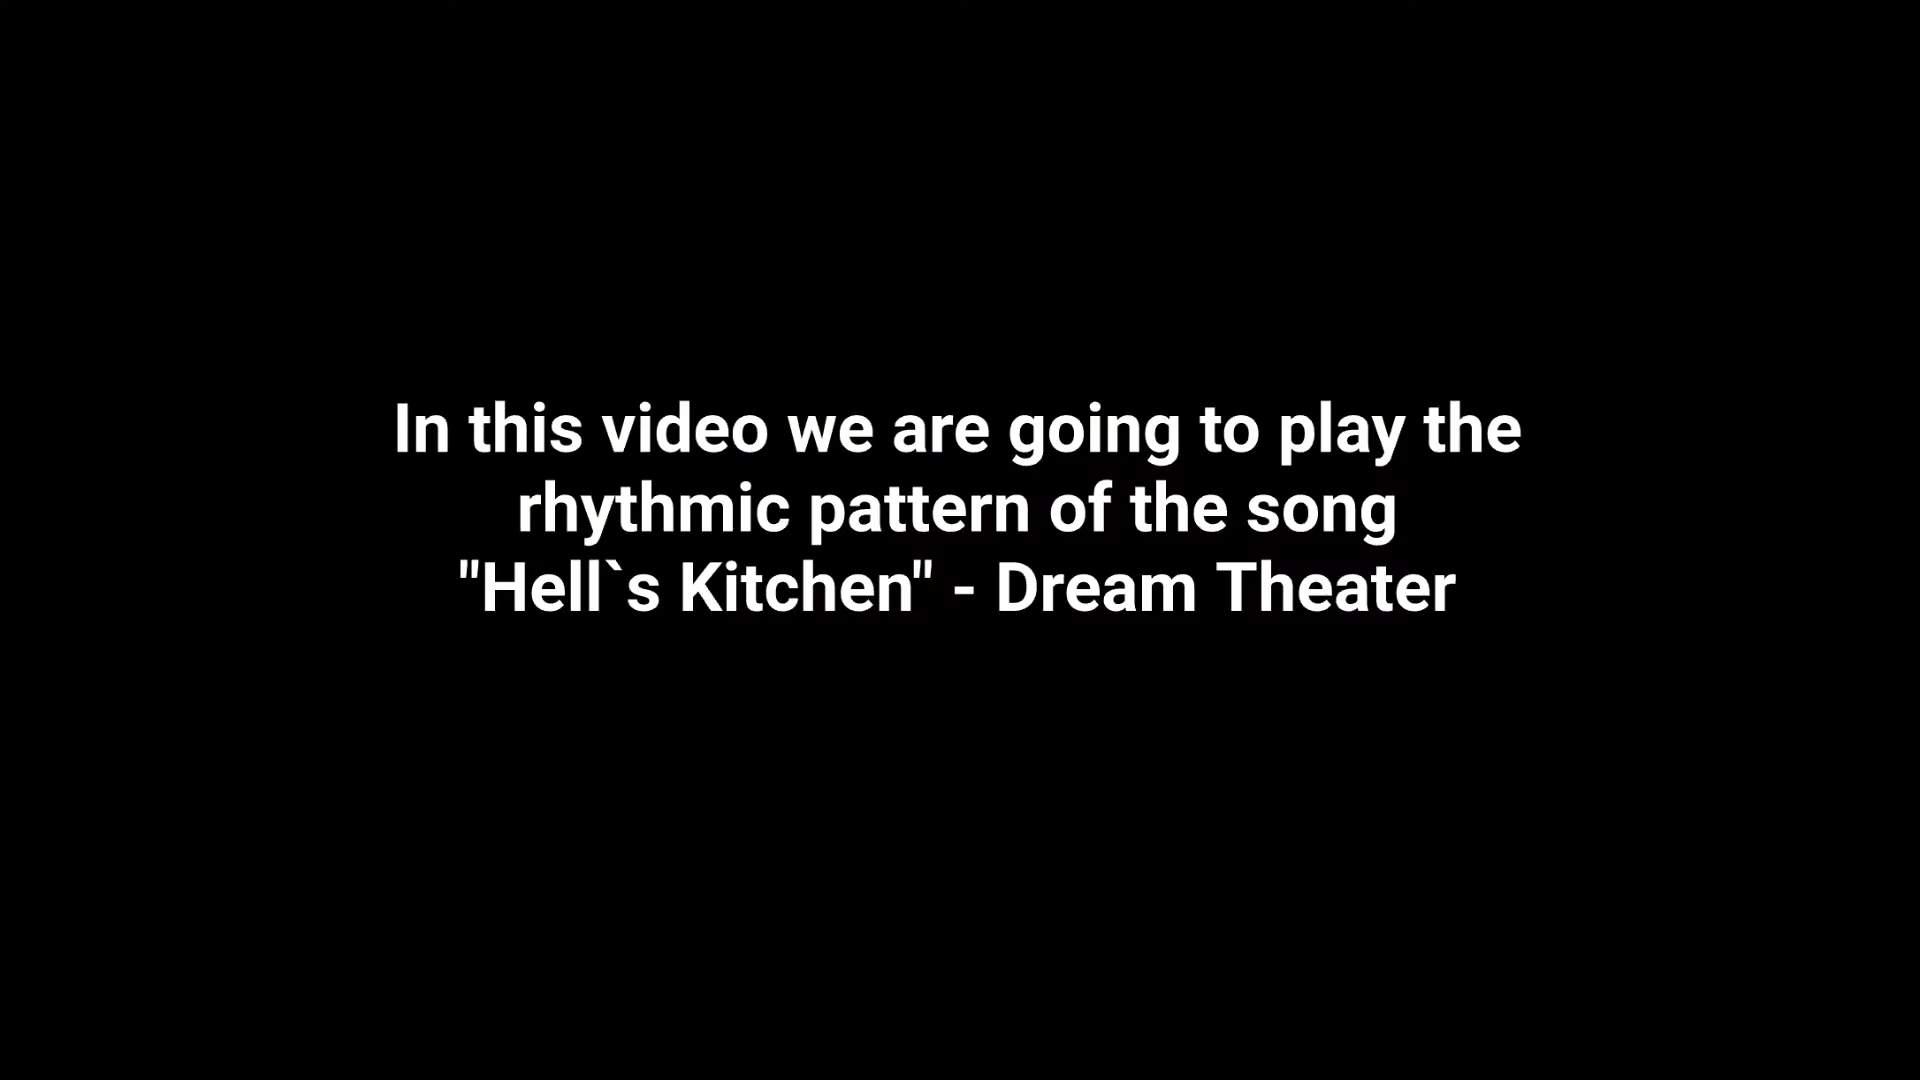 In this video we are going to play the
rhythmic pattern of the song
"Hell`s Kitchen" - Dream Theater